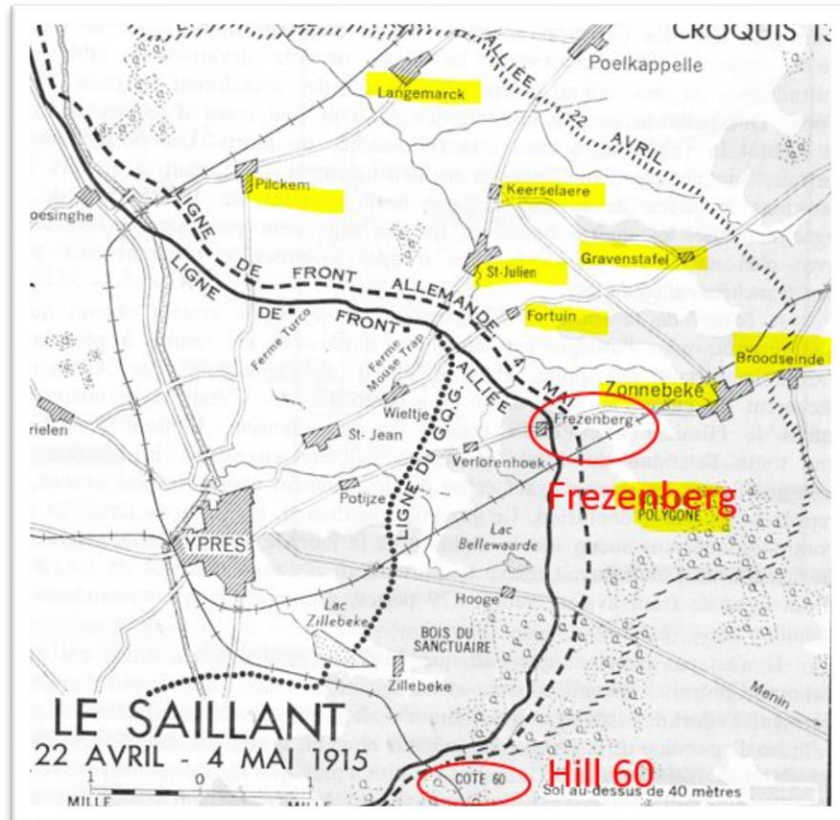 CROQUIS 13
ALLIÉE 22 AVRIL
Poelkappelle
Langemarck
Pilckem
Keerselaere
oesinghe
St-Julien
Gravenstafel
LIGNE DE FRONT ALLEMANDE 4 MAI
LIGNE DE FRONT ALLIÉE
Fortuin
Ferme Turco
Ferme Mouse Trap
Broodseinde
Zonnebeke
Wieltje
Frezenberg
rielen
St-Jean
Verlorenhoek
LIGNE DU G.Q.G.
Frezenberg
Potijze
POLYGONE
YPRES
Lac Bellewaarde
Hooge
Lac Zillebeke
BOIS DU
SANCTUAIRE
Zillebeke
Menin
LE SAILLANT
22 AVRIL - 4 MAI 1915
COTE 60
Hill 60
1 0
Sol au-dessus de 40 mètres
MILLE
MILLE